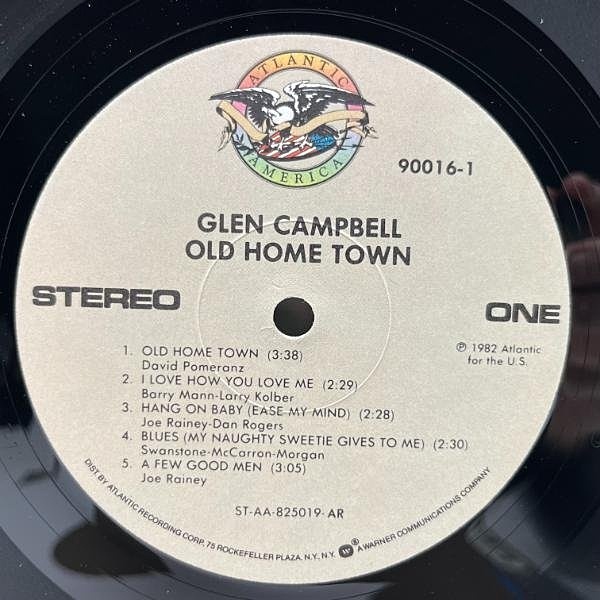 ATLANTIC
AMERICA
90016-1
GLEN CAMPBELL
OLD HOME TOWN
STEREO
ONE
℗ 1982 Atlantic
for the U.S.
1. OLD HOME TOWN (3:38)
David Pomeranz
2. I LOVE HOW YOU LOVE ME (2:29)
Barry Mann-Larry Kolber
3. HANG ON BABY (EASE MY MIND) (2:28)
Joe Rainey-Dan Rogers
4. BLUES (MY NAUGHTY SWEETIE GIVES TO ME) (2:30)
Swanstone-McCarron-Morgan
5. A FEW GOOD MEN (3:05)
Joe Rainey
ST-AA-825019-AR
DIST BY ATLANTIC RECORDING CORP. 75 ROCKEFELLER PLAZA. N.Y. N.Y. W ® A WARNER COMMUNICATIONS COMPANY